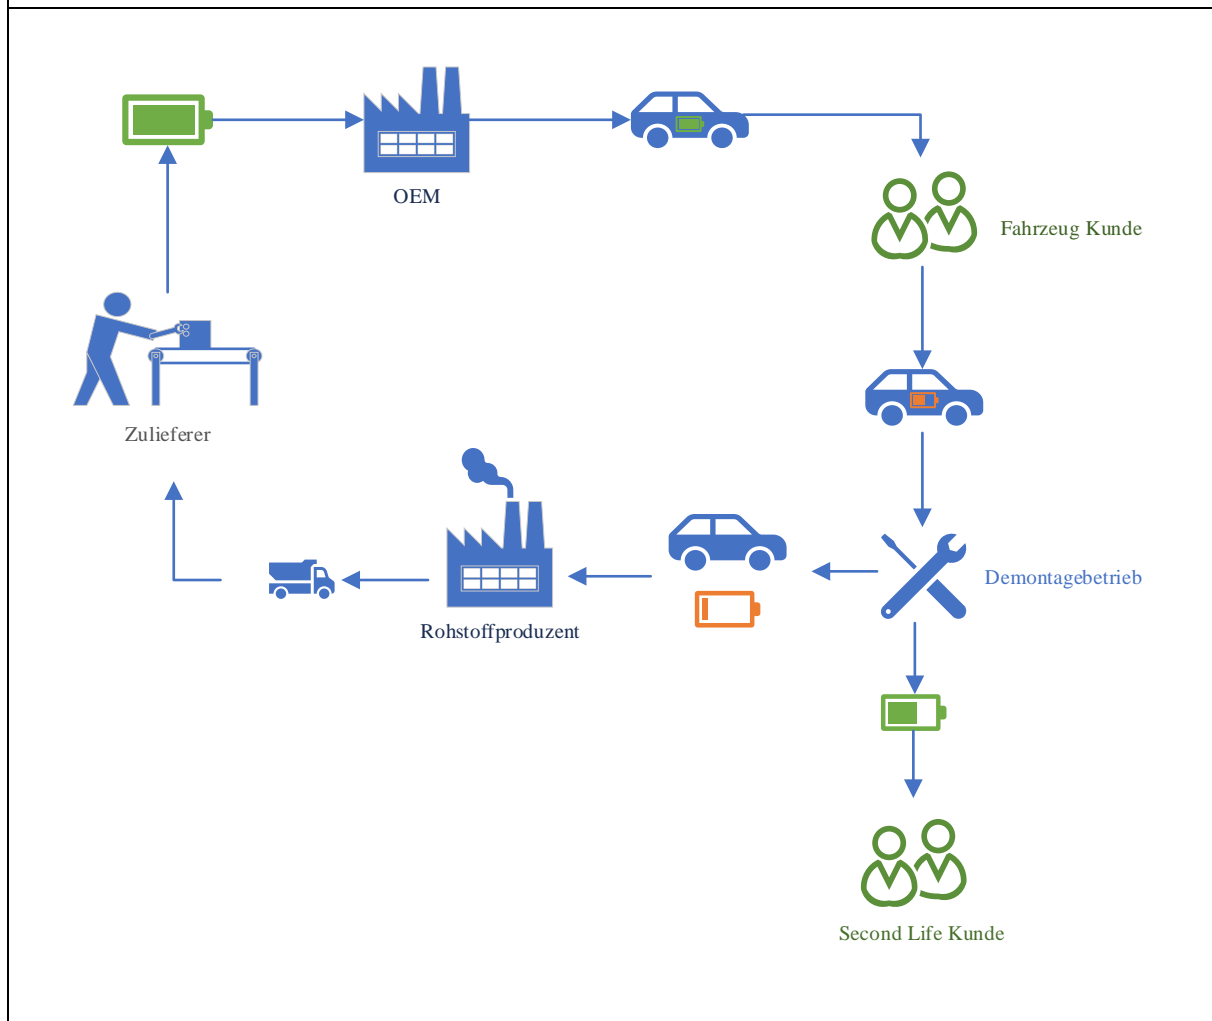 OEM
Fahrzeug Kunde
Zulieferer
Demontagebetrieb
Rohstoffproduzent
Second Life Kunde